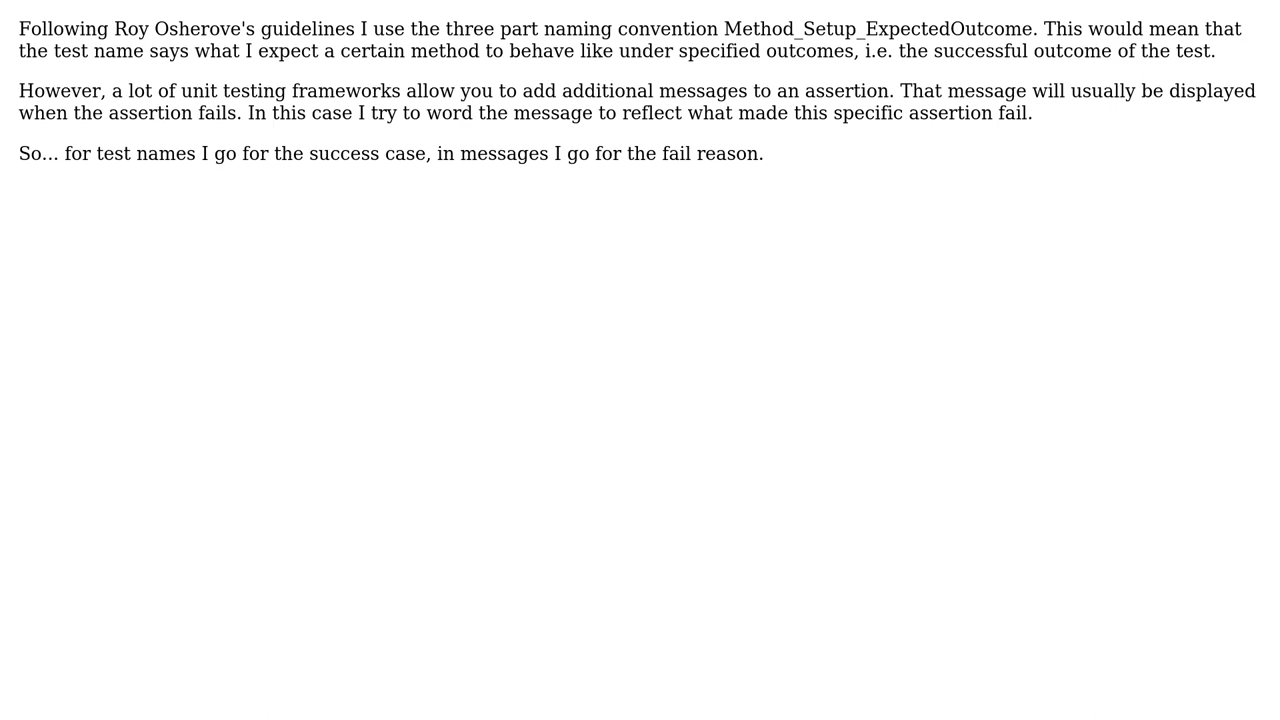 Following Roy Osherove's guidelines I use the three part naming convention Method_Setup_ExpectedOutcome. This would mean that
the test name says what I expect a certain method to behave like under specified outcomes, i.e. the successful outcome of the test.
However, a lot of unit testing frameworks allow you to add additional messages to an assertion. That message will usually be displayed
when the assertion fails. In this case I try to word the message to reflect what made this specific assertion fail.
So... for test names I go for the success case, in messages I go for the fail reason.